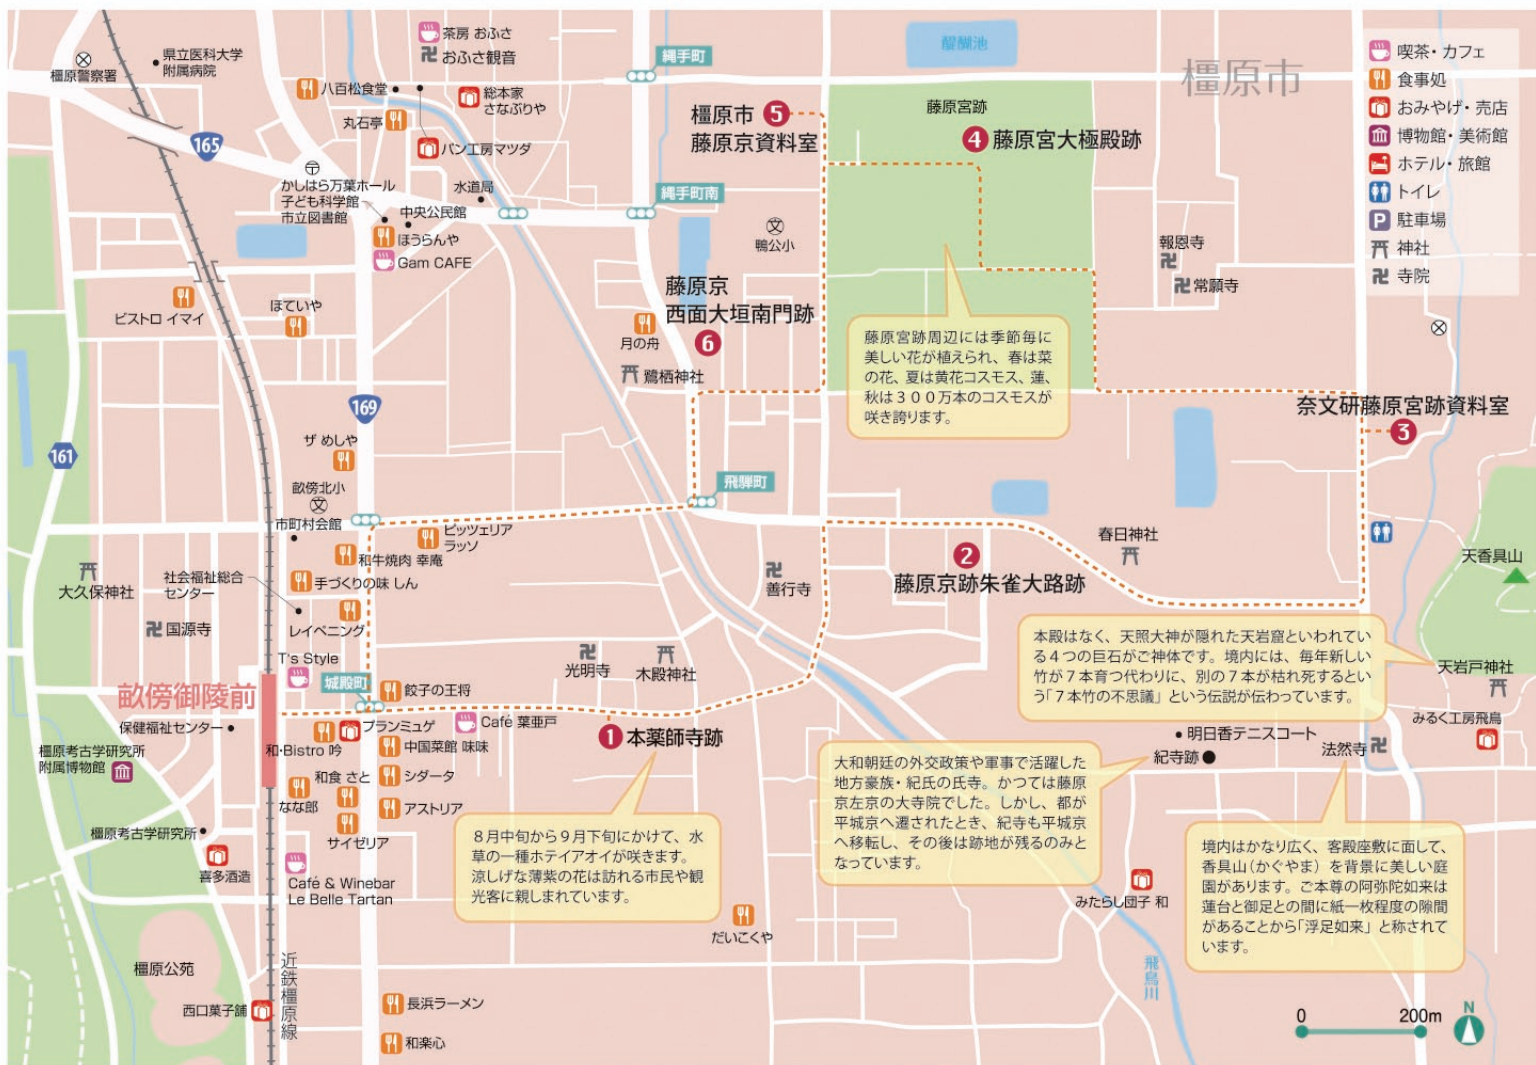 茶房 おふさ
おふさ観音
縄手町
醍醐池
橿原市
喫茶・カフェ
食事処
おみやげ・売店
博物館・美術館
ホテル・旅館
トイレ
P 駐車場
神社
寺院
橿原警察署
県立医科大学
附属病院
八百松食堂
総本家
さなぶりや
丸石亭
パン工房マツダ
165
橿原市 5
藤原京資料室
藤原宮跡
4 藤原宮大極殿跡
かしはら万葉ホール
子ども科学館
市立図書館
水道局
中央公民館
縄手町南
ほうらんや
Gam CAFE
文
鴨公小
報恩寺
常願寺
ビストロ イマイ
ほていや
藤原京
西面大垣南門跡
6
月の舟
鷺栖神社
藤原宮跡周辺には季節毎に
美しい花が植えられ、春は菜
の花、夏は黄花コスモス、蓮、
秋は300万本のコスモスが
咲き誇ります。
奈文研藤原宮跡資料室
3
169
161
ザ めしや
畝傍北小
文
市町村会館
飛騨町
ピッツェリア
ラッソ
和牛焼肉 幸庵
手づくりの味 しん
社会福祉総合
センター
レイベニング
大久保神社
国源寺
善行寺
2
藤原京跡朱雀大路跡
春日神社
天香具山
T's Style
城殿町
餃子の王将
光明寺
木殿神社
本殿はなく、天照大神が隠れた天岩窟といわれてい
る4つの巨石がご神体です。境内には、毎年新しい
竹が7本育つ代わりに、別の7本が枯れ死するとい
う「7本竹の不思議」という伝説が伝わっています。
天岩戸神社
畝傍御陵前
保健福祉センター
橿原考古学研究所
附属博物館
和・Bistro 吟
プランミュゲ
Café 葉亜戸
中国菜館 味味
1 本薬師寺跡
和食 さと
シダータ
なな郎
アストリア
サイゼリア
橿原考古学研究所
喜多酒造
Café & Winebar
Le Belle Tartan
8月中旬から9月下旬にかけて、水
草の一種ホテイアオイが咲きます。
涼しげな薄紫の花は訪れる市民や観
光客に親しまれています。
大和朝廷の外交政策や軍事で活躍した
地方豪族・紀氏の氏寺。かつては藤原
京左京の大寺院でした。しかし、都が
平城京へ遷されたとき、紀寺も平城京
へ移転し、その後は跡地が残るのみと
なっています。
明日香テニスコート
紀寺跡
法然寺
みるく工房飛鳥
境内はかなり広く、客殿座敷に面して、
香具山(かぐやま)を背景に美しい庭
園があります。ご本尊の阿弥陀如来は
蓮台と御足との間に紙一枚程度の隙間
があることから「浮足如来」と称されて
います。
みたらし団子 和
だいこくや
飛鳥川
橿原公苑
西口菓子舗
近鉄橿原線
長浜ラーメン
和楽心
0 200m
N